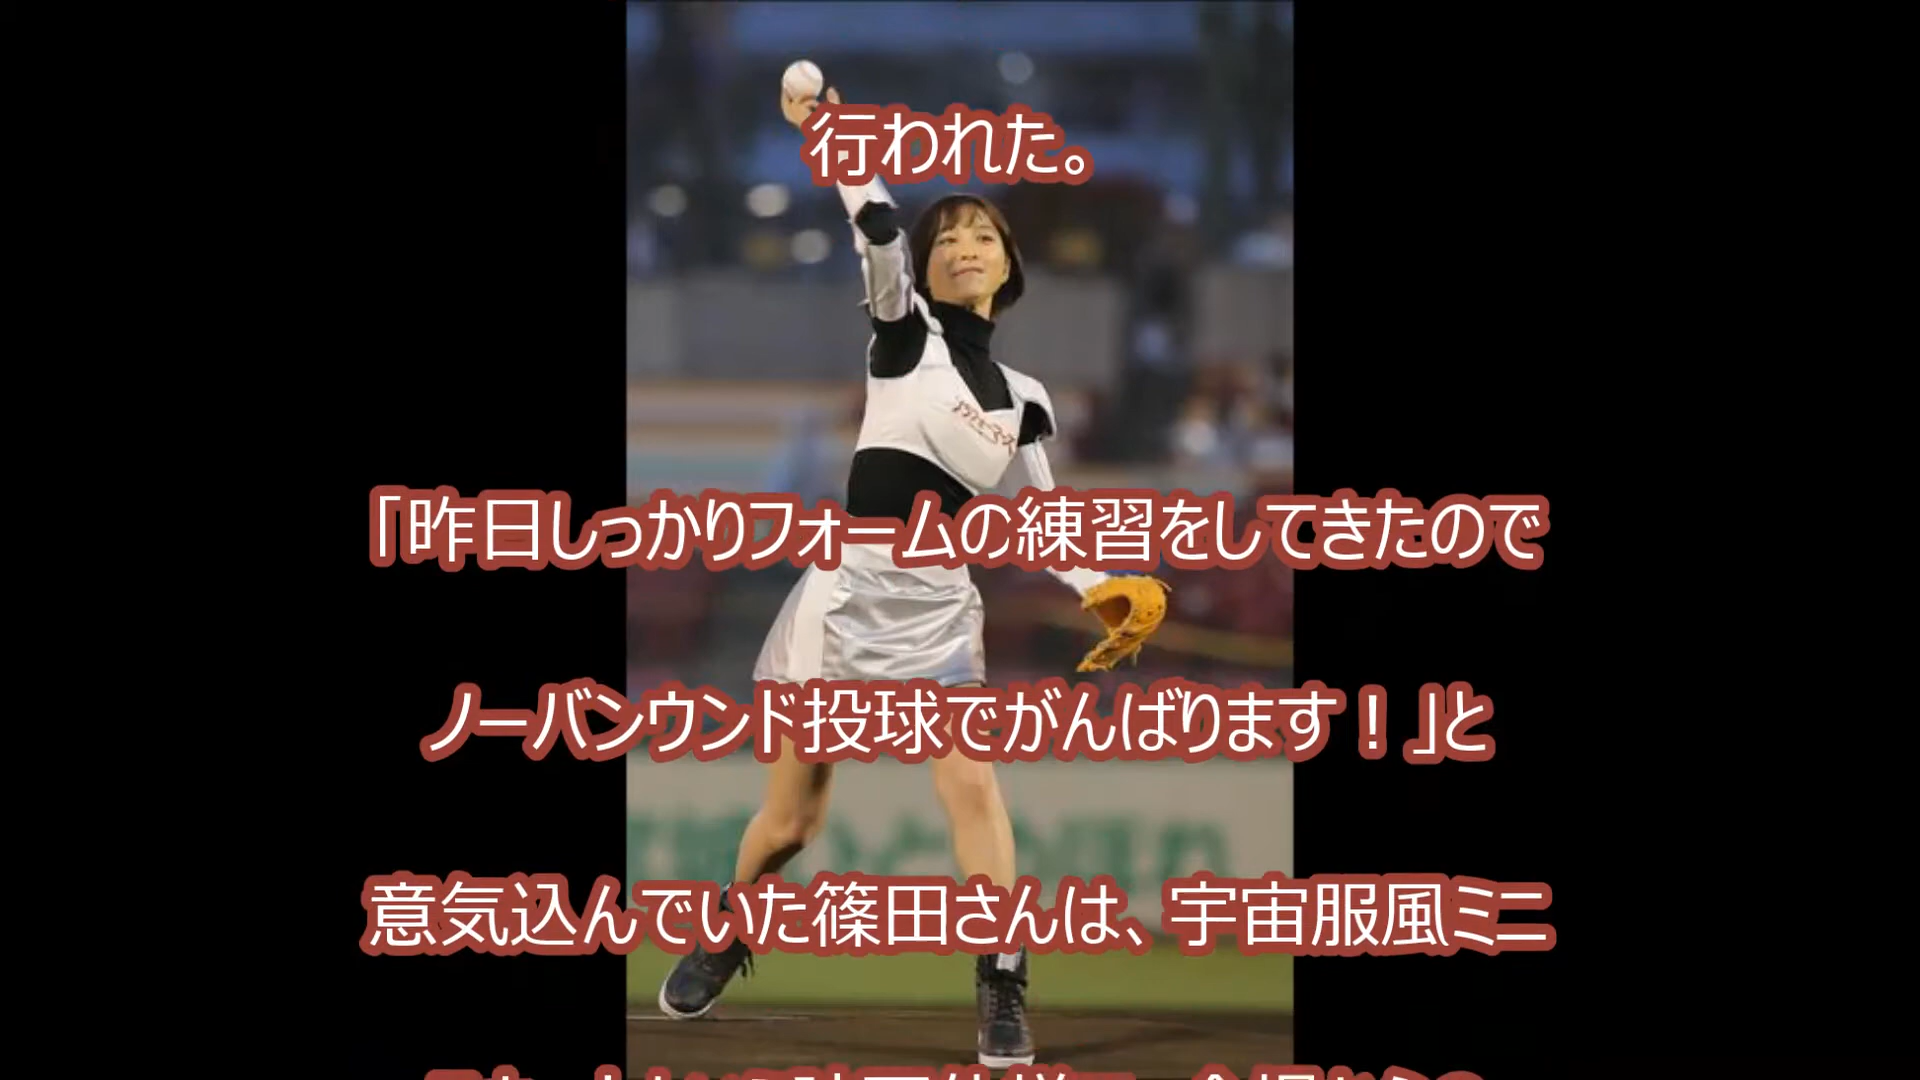 行われた。
「昨日しっかりフォームの練習をしてきたので
ノーバンウンド投球でがんばります！」と
意気込んでいた篠田さんは、宇宙服風ミニ